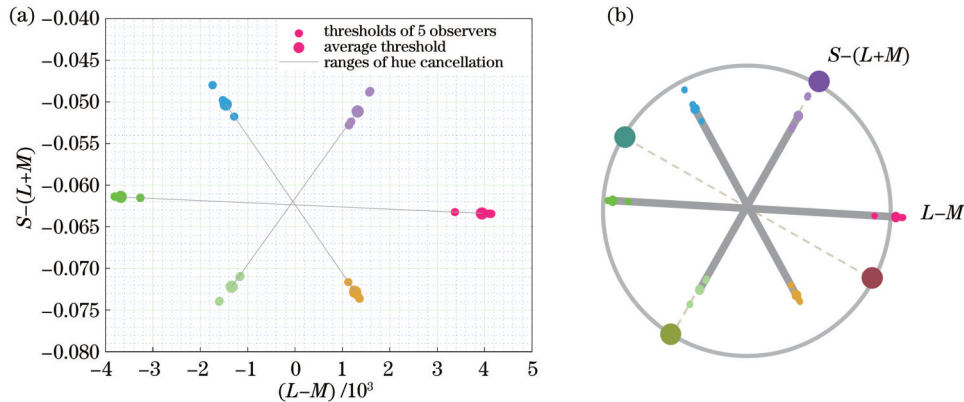 (a)
thresholds of 5 observers
average threshold
ranges of hue cancellation
S−(L+M)
−0.040
−0.045
−0.050
−0.055
−0.060
−0.065
−0.070
−0.075
−0.080
−4 −3 −2 −1 0 1 2 3 4 5
(L−M) /10³
(b)
S−(L+M)
L−M